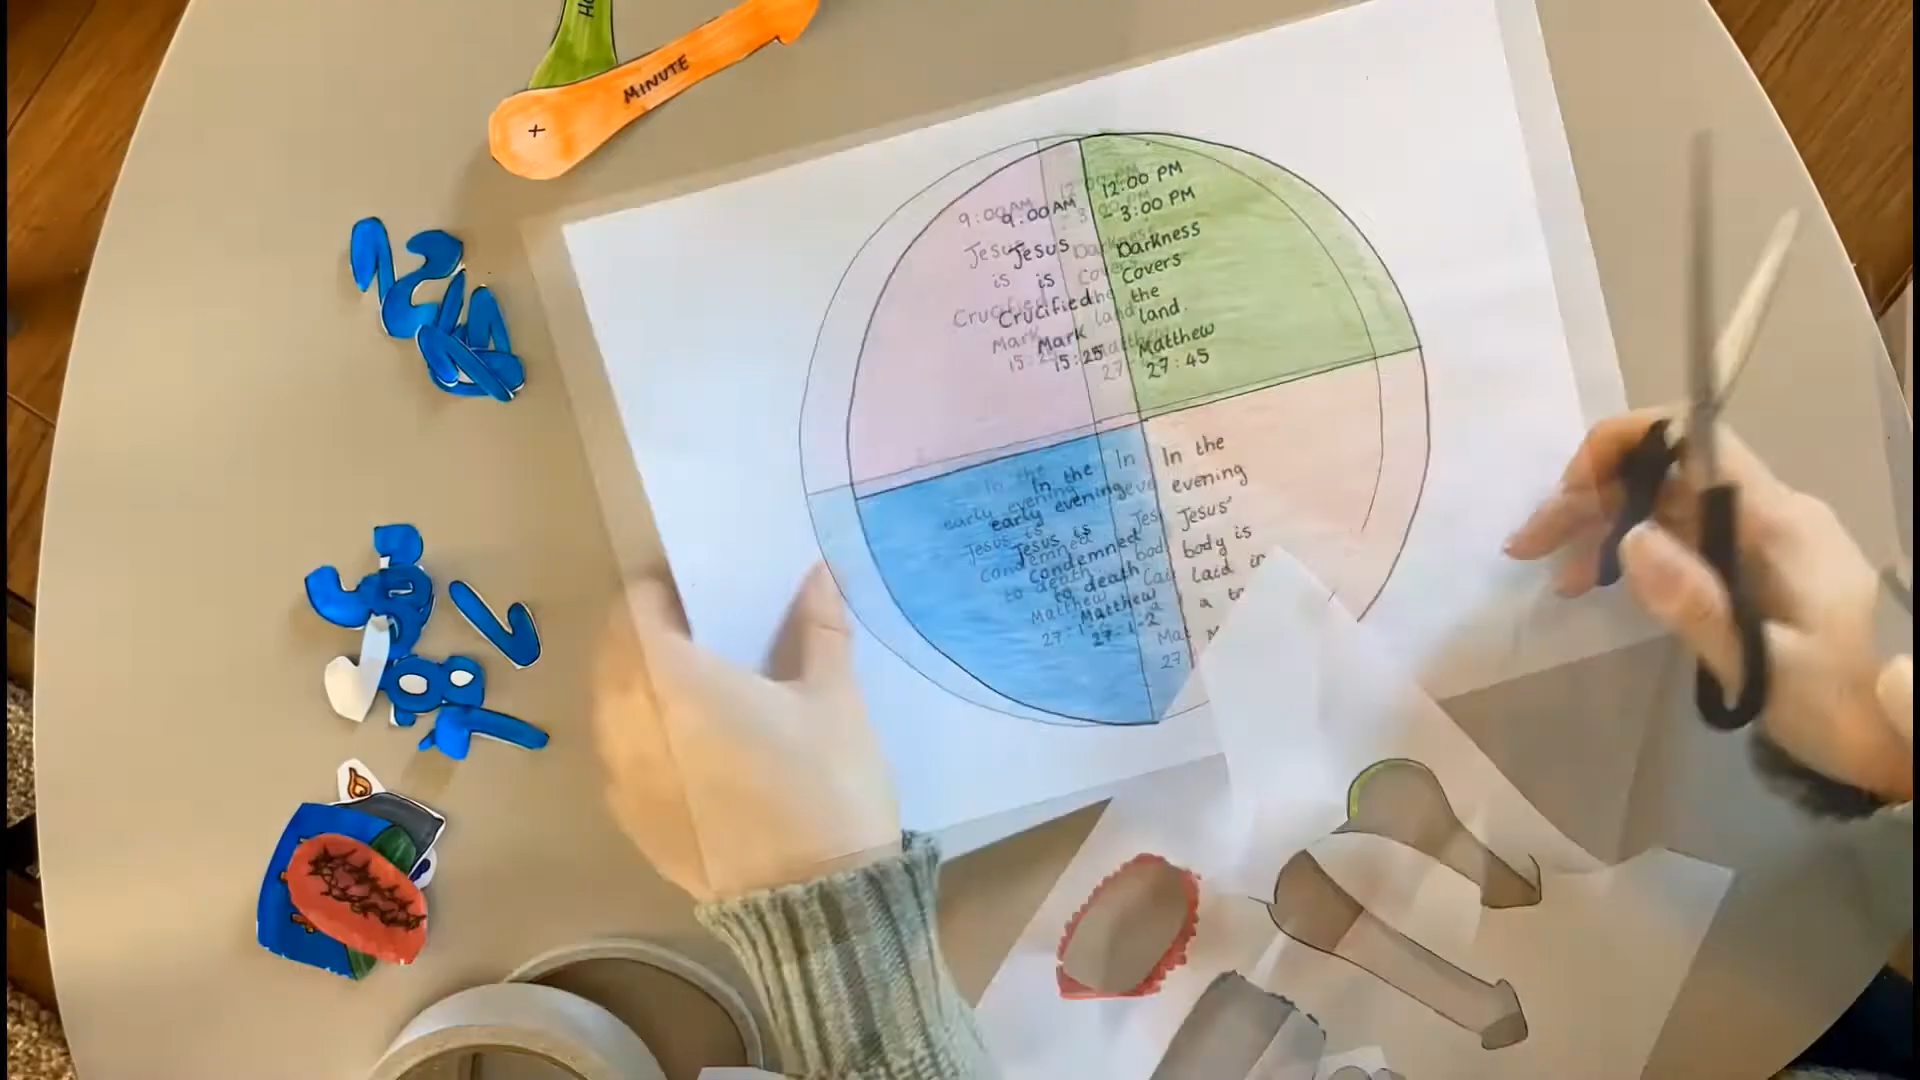 MINUTE
9:00AM
Jesus
is
Crucified
Mark
15:25
12:00 PM
- 3:00 PM
Darkness
Covers
the
land.
Matthew
27:45
In the
early evening
Jesus is
Condemned
to death
Matthew
27:1-2
In the
evening
Jesus'
body is
laid in
a